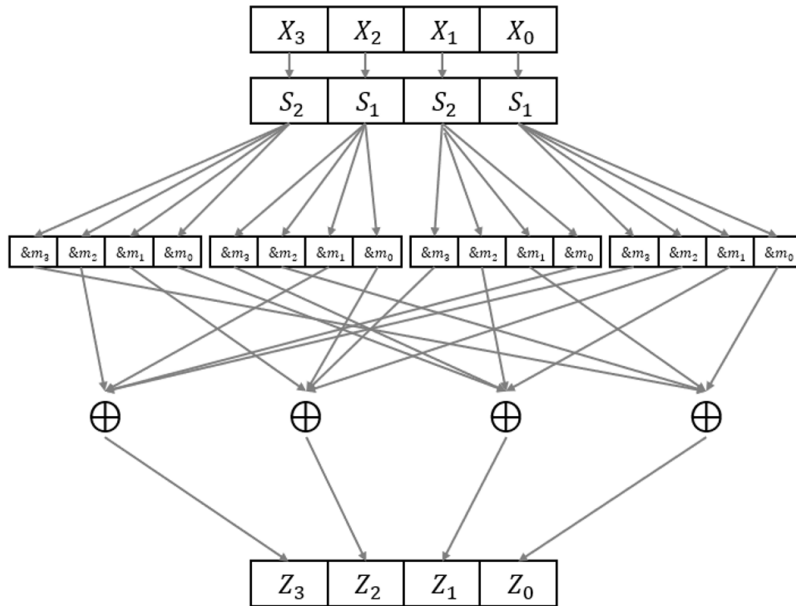 X₃ X₂ X₁ X₀
S₂ S₁ S₂ S₁
&m₃ &m₂ &m₁ &m₀ &m₃ &m₂ &m₁ &m₀ &m₃ &m₂ &m₁ &m₀ &m₃ &m₂ &m₁ &m₀
⊕ ⊕ ⊕ ⊕
Z₃ Z₂ Z₁ Z₀